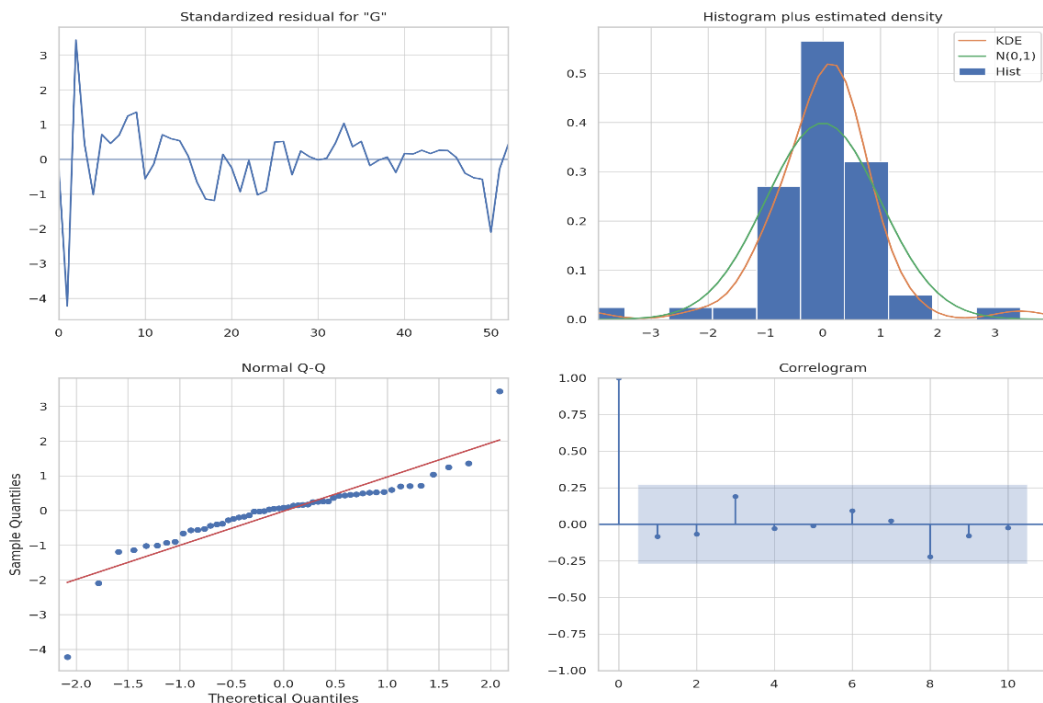 Standardized residual for "G"
3
2
1
0
−1
−2
−3
−4
0 10 20 30 40 50
Histogram plus estimated density
KDE
N(0,1)
Hist
0.5
0.4
0.3
0.2
0.1
0.0
−3 −2 −1 0 1 2 3
Normal Q-Q
Sample Quantiles
3
2
1
0
−1
−2
−3
−4
−2.0 −1.5 −1.0 −0.5 0.0 0.5 1.0 1.5 2.0
Theoretical Quantiles
Correlogram
1.00
0.75
0.50
0.25
0.00
−0.25
−0.50
−0.75
−1.00
0 2 4 6 8 10